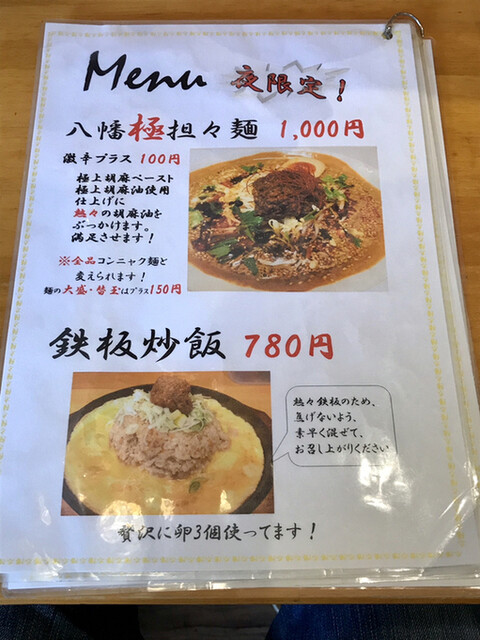 Menu 夜限定!
八幡極担々麺 1,000円
激辛プラス 100円
極上胡麻ペースト
極上胡麻油使用
仕上げに
熱々の胡麻油を
ぶっかけます。
満足させます!
※全品コンニャク麺と
変えられます!
麺の大盛・替玉はプラス150円
鉄板炒飯 780円
熱々鉄板のため、
焦げないよう、
素早く混ぜて、
お召し上がりください
贅沢に卵3個使ってます!